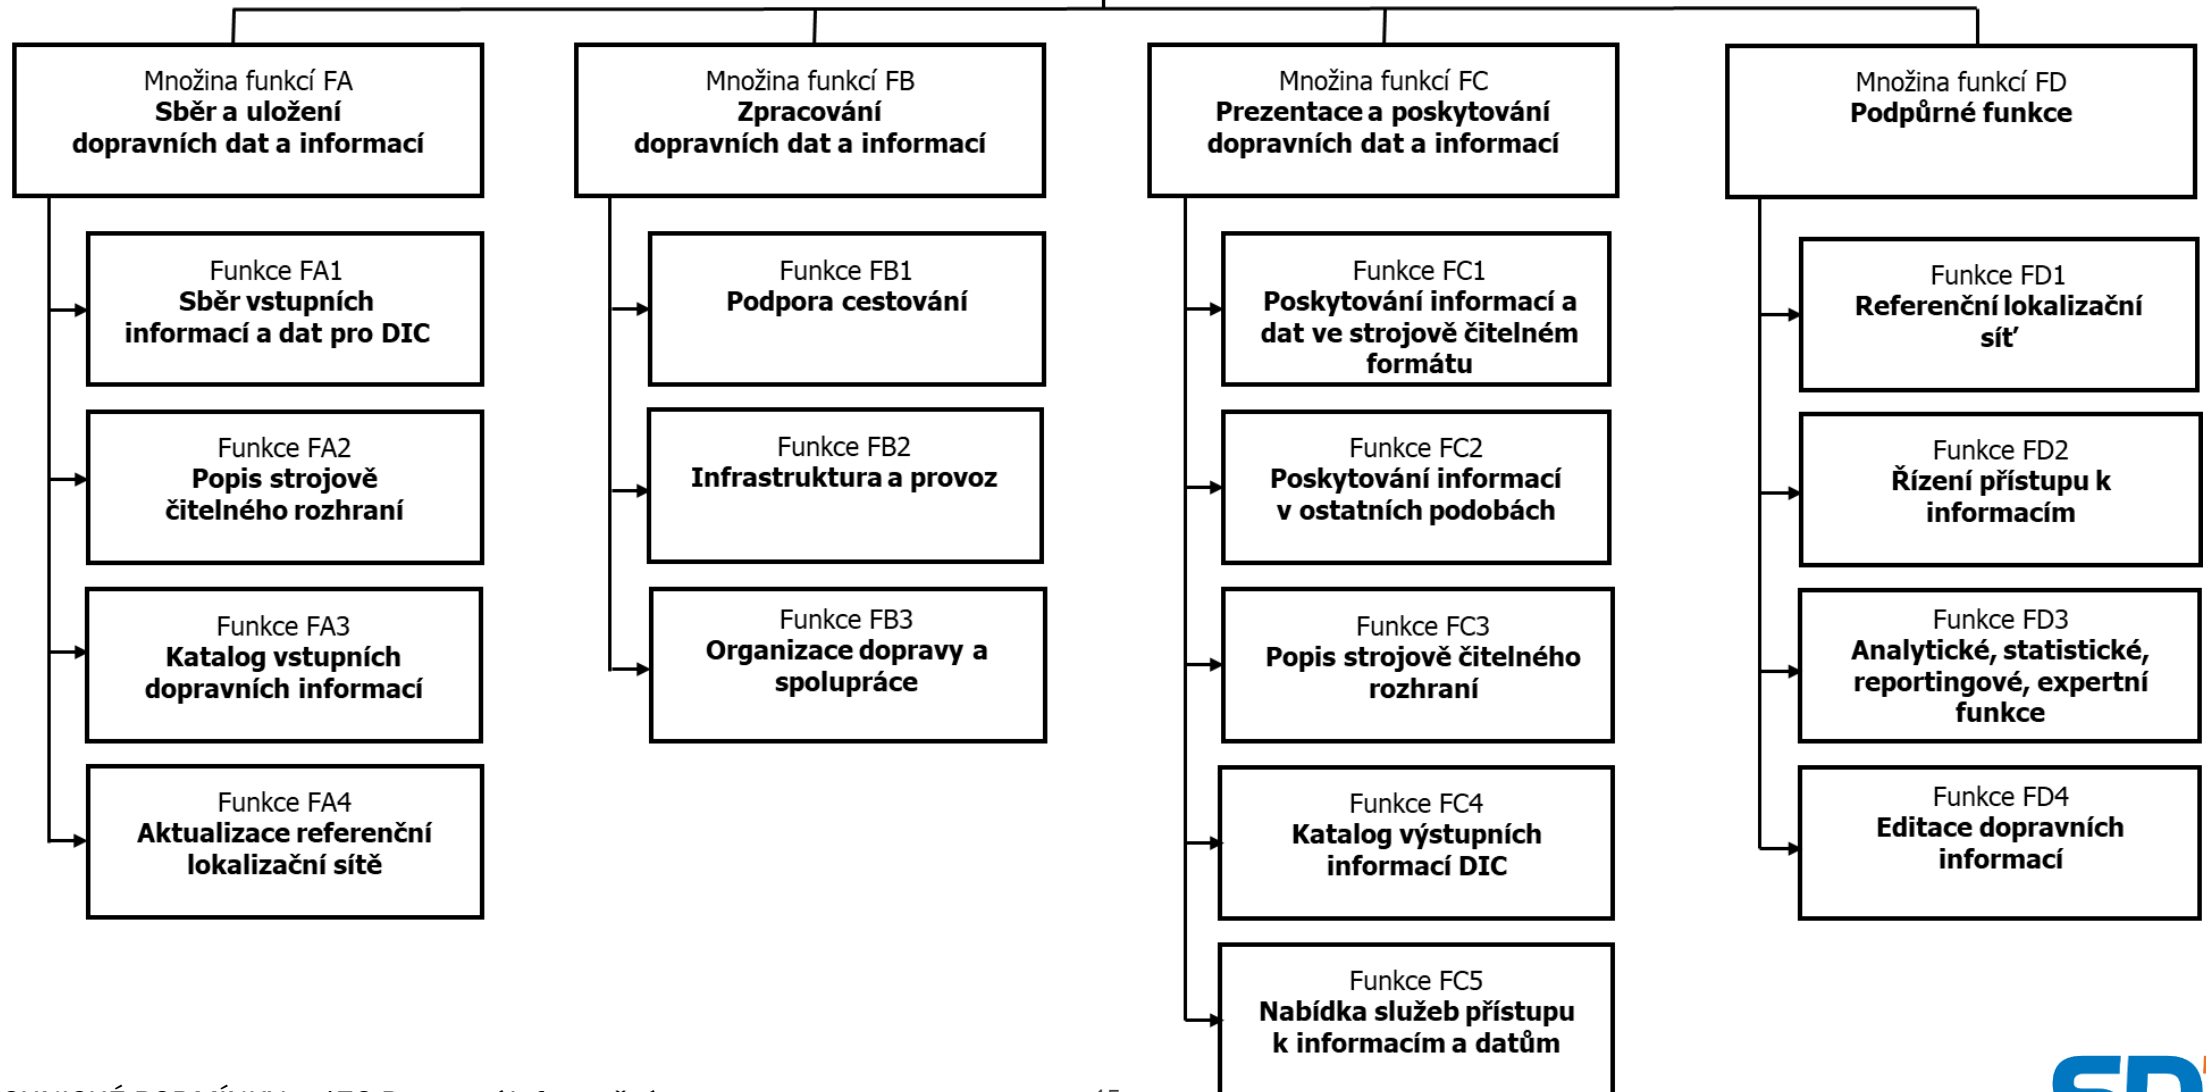 Množina funkcí FA
Sběr a uložení
dopravních dat a informací
Funkce FA1
Sběr vstupních
informací a dat pro DIC
Funkce FA2
Popis strojově
čitelného rozhraní
Funkce FA3
Katalog vstupních
dopravních informací
Funkce FA4
Aktualizace referenční
lokalizační sítě
Množina funkcí FB
Zpracování
dopravních dat a informací
Funkce FB1
Podpora cestování
Funkce FB2
Infrastruktura a provoz
Funkce FB3
Organizace dopravy a
spolupráce
Množina funkcí FC
Prezentace a poskytování
dopravních dat a informací
Funkce FC1
Poskytování informací a
dat ve strojově čitelném
formátu
Funkce FC2
Poskytování informací
v ostatních podobách
Funkce FC3
Popis strojově čitelného
rozhraní
Funkce FC4
Katalog výstupních
informací DIC
Funkce FC5
Nabídka služeb přístupu
k informacím a datům
Množina funkcí FD
Podpůrné funkce
Funkce FD1
Referenční lokalizační
síť
Funkce FD2
Řízení přístupu k
informacím
Funkce FD3
Analytické, statistické,
reportingové, expertní
funkce
Funkce FD4
Editace dopravních
informací